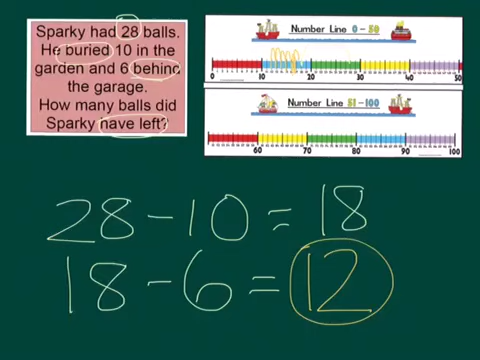 Sparky had 28 balls.
He buried 10 in the
garden and 6 behind
the garage.
How many balls did
Sparky have left?
Number Line 0 - 50
0 10 20 30 40 50
Number Line 51-100
60 70 80 90 100
28 - 10 = 18
18 - 6 = 12